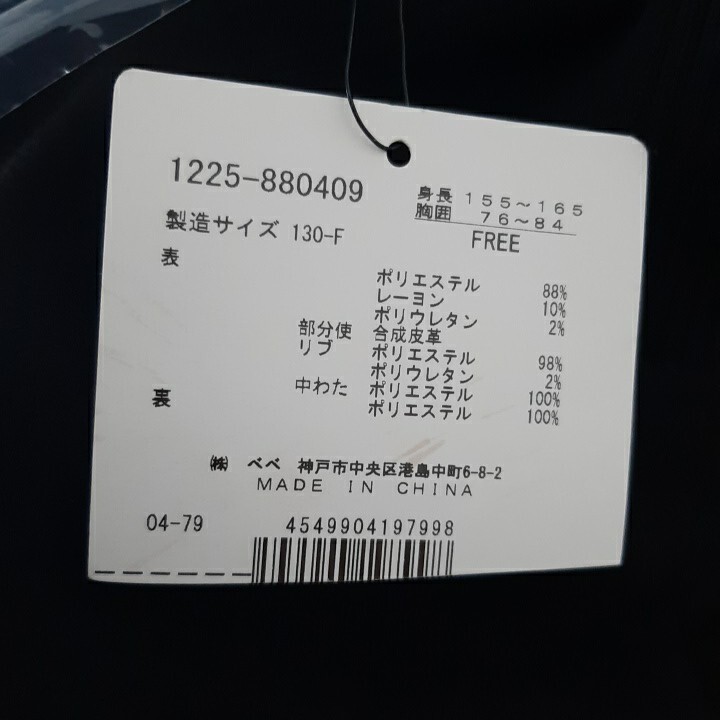 1225-880409
身長 155～165
胸囲 76～84
製造サイズ 130-F
FREE
表
ポリエステル 88%
レーヨン 10%
ポリウレタン 2%
部分使 合成皮革
リブ ポリエステル 98%
ポリウレタン 2%
中わた ポリエステル 100%
裏 ポリエステル 100%
㈱ べべ 神戸市中央区港島中町6-8-2
MADE IN CHINA
04-79 4549904197998